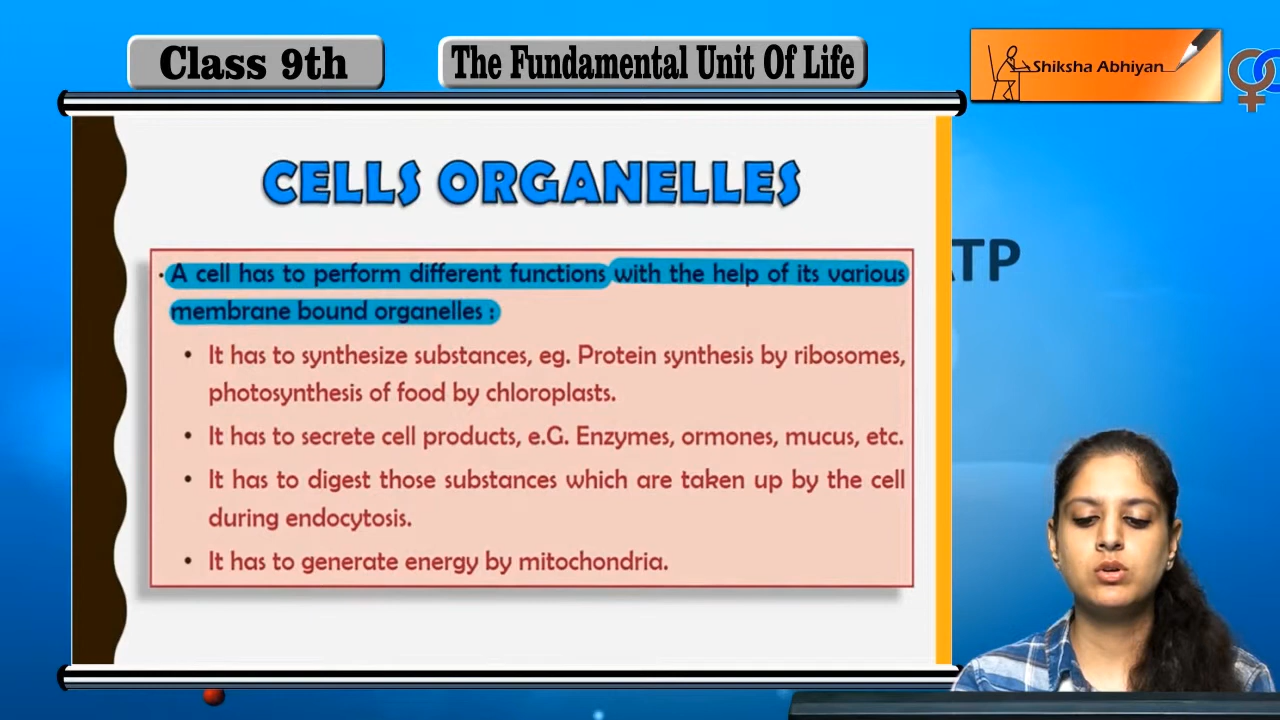 Class 9th
The Fundamental Unit Of Life
Shiksha Abhiyan
CELLS ORGANELLES
• A cell has to perform different functions with the help of its various
membrane bound organelles :
• It has to synthesize substances, eg. Protein synthesis by ribosomes,
photosynthesis of food by chloroplasts.
• It has to secrete cell products, e.G. Enzymes, ormones, mucus, etc.
• It has to digest those substances which are taken up by the cell
during endocytosis.
• It has to generate energy by mitochondria.